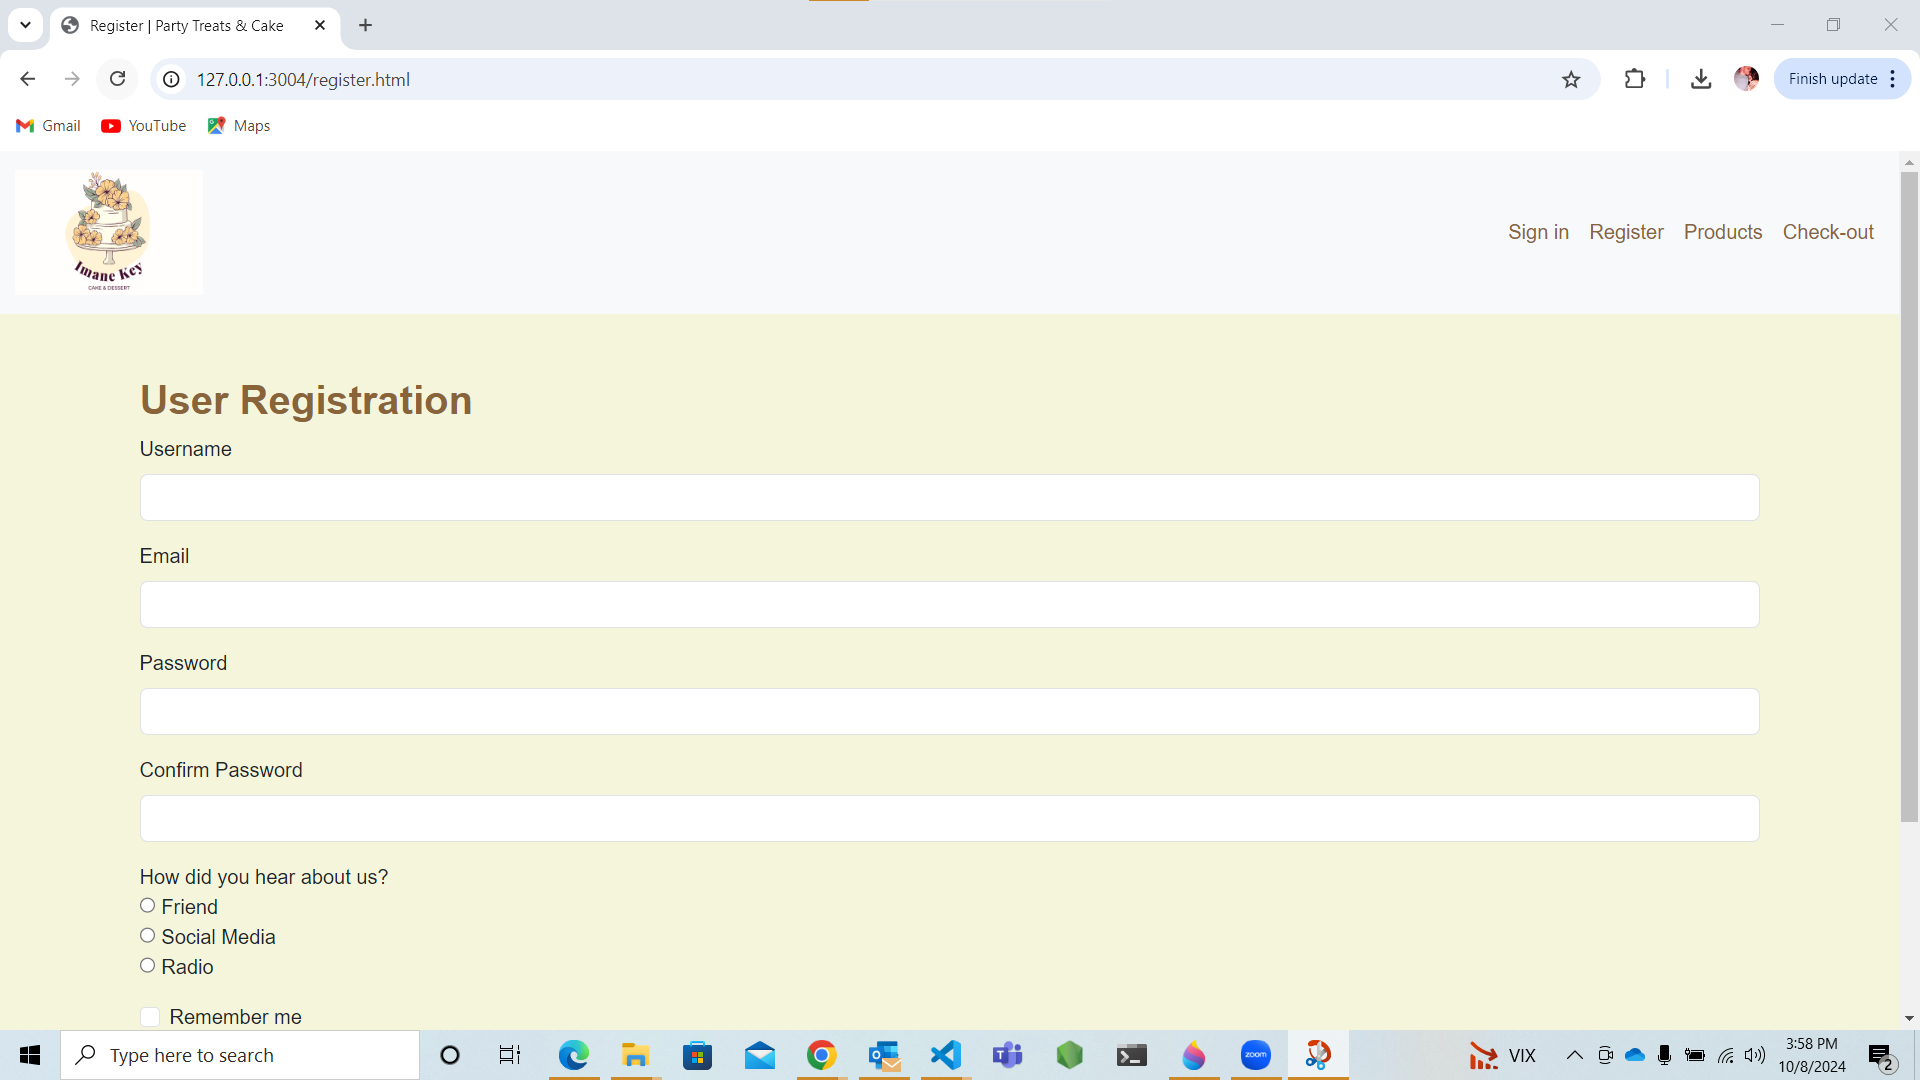 Register | Party Treats & Cake
127.0.0.1:3004/register.html
Finish update
Gmail YouTube Maps
Imane Key
CAKE & DESSERT
Sign in Register Products Check-out
User Registration
Username
Email
Password
Confirm Password
How did you hear about us?
Friend
Social Media
Radio
Remember me
Type here to search
zoom
VIX
3:58 PM
10/8/2024
2